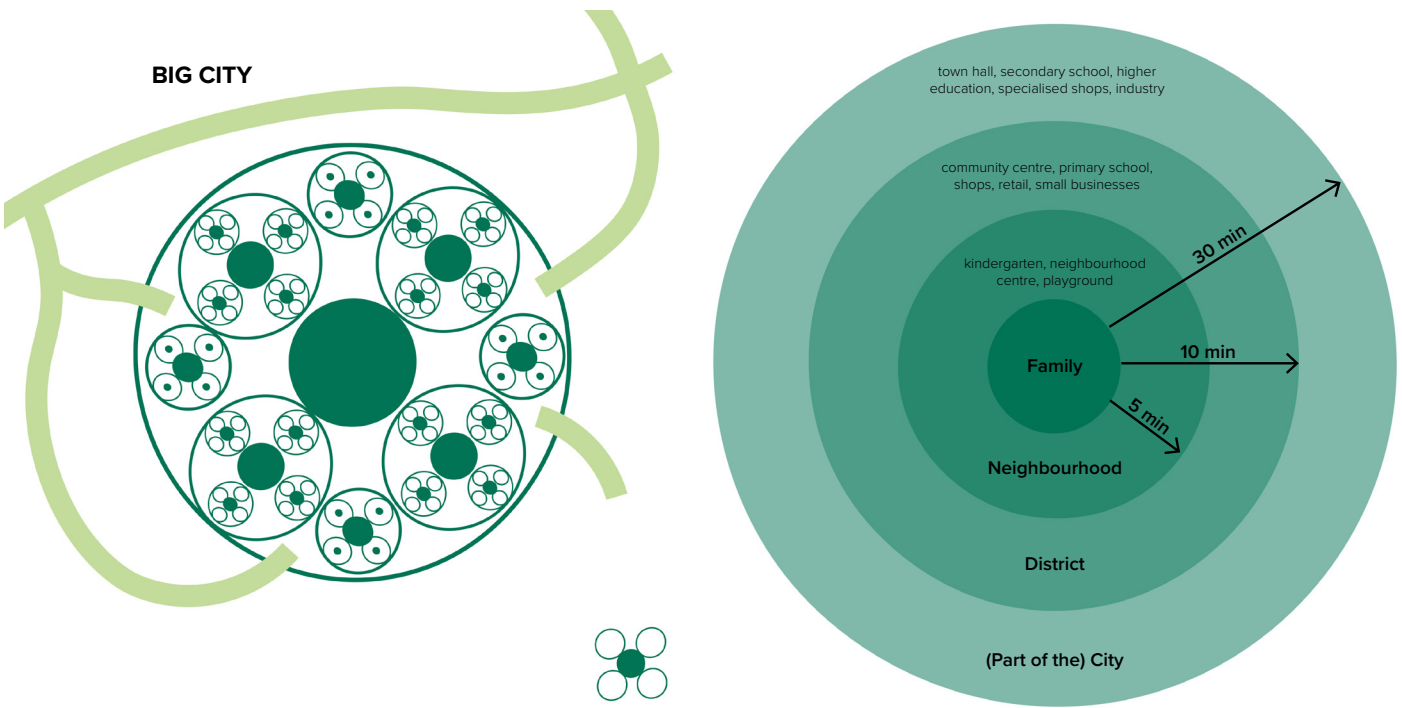 BIG CITY
town hall, secondary school, higher
education, specialised shops, industry
community centre, primary school,
shops, retail, small businesses
30 min
kindergarten, neighbourhood
centre, playground
10 min
Family
5 min
Neighbourhood
District
(Part of the) City